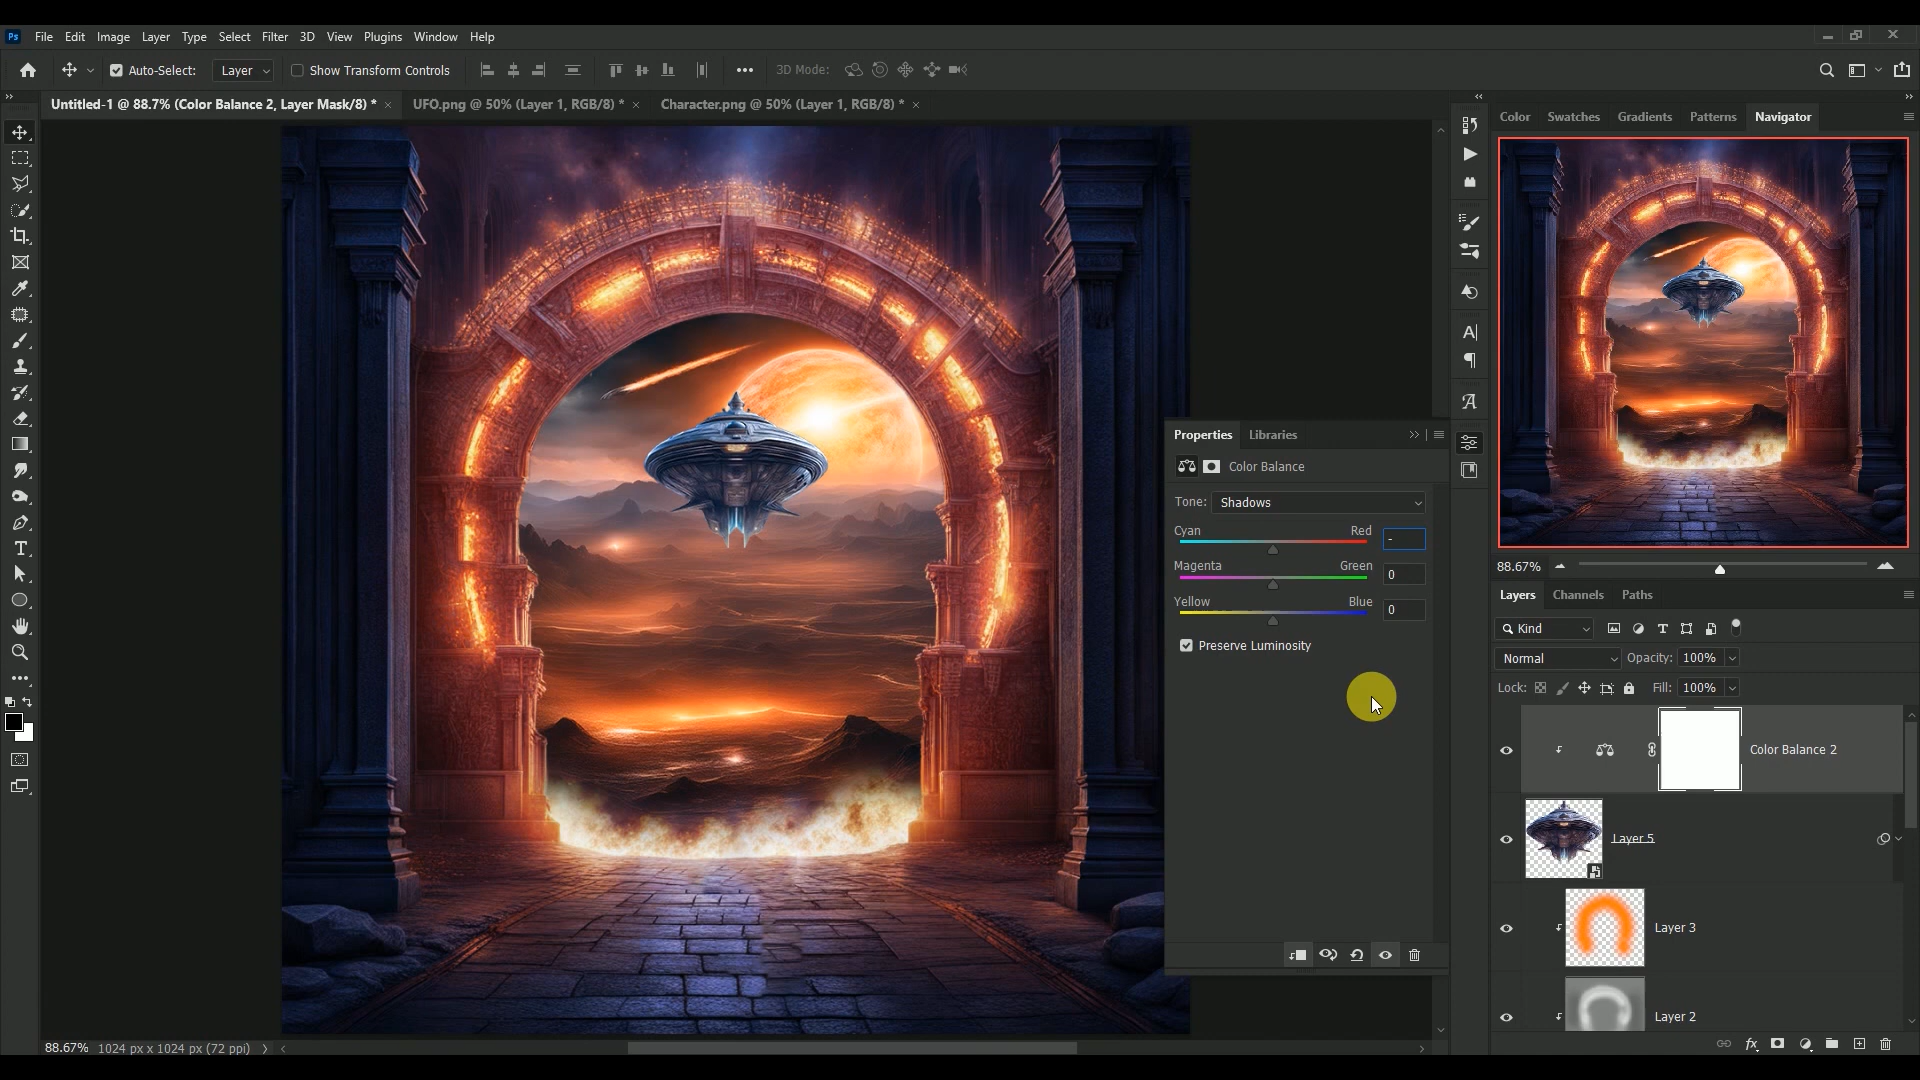 Ps File Edit Image Layer Type Select Filter 3D View Plugins Window Help
Auto-Select: Layer Show Transform Controls 3D Mode:
Untitled-1 @ 88.7% (Color Balance 2, Layer Mask/8) * × UFO.png @ 50% (Layer 1, RGB/8) * × Character.png @ 50% (Layer 1, RGB/8) * ×
Color Swatches Gradients Patterns Navigator
Properties Libraries
Color Balance
Tone: Shadows
Cyan Red -
Magenta Green 0
Yellow Blue 0
Preserve Luminosity
88.67%
Layers Channels Paths
Kind
Normal Opacity: 100%
Lock: Fill: 100%
Color Balance 2
Layer 5
Layer 3
Layer 2
fx
88.67% 1024 px x 1024 px (72 ppi)